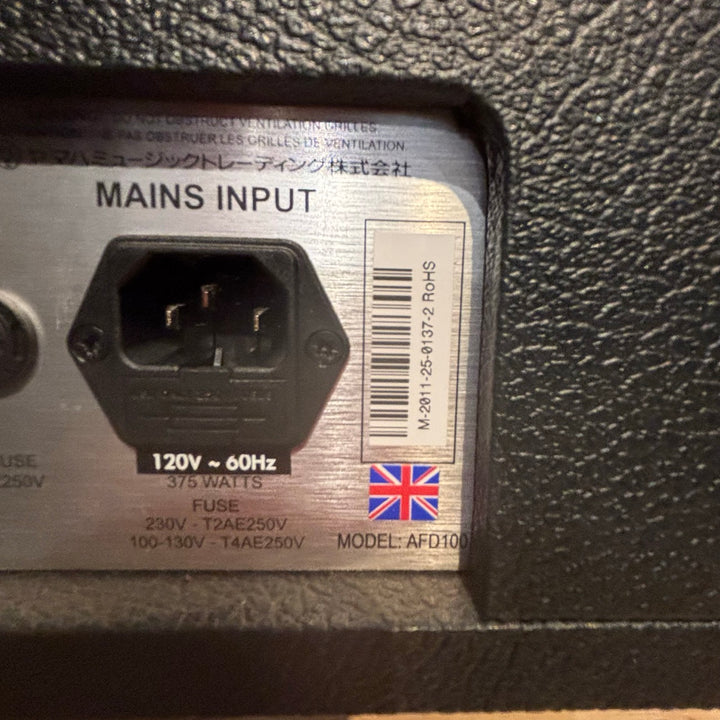 DO NOT OBSTRUCT VENTILATION GRILLES
NE PAS OBSTRUER LES GRILLES DE VENTILATION
ヤマハミュージックトレーディング株式会社
MAINS INPUT
M-2011-25-0137-2 RoHS
120V ~ 60Hz
375 WATTS
FUSE
230V - T2AE250V
100-130V - T4AE250V
MODEL: AFD100
USE
250V